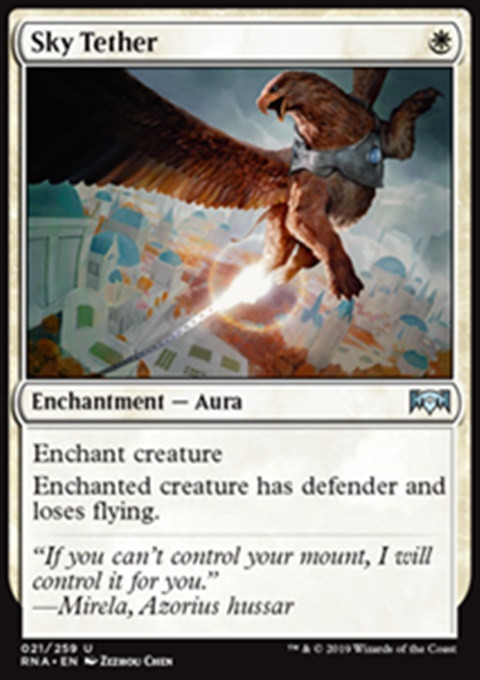 Sky Tether
Enchantment — Aura
Enchant creature
Enchanted creature has defender and
loses flying.
“If you can’t control your mount, I will
control it for you.”
—Mirela, Azorius hussar
021/259 U
RNA • EN Zezhou Chen
™ & © 2019 Wizards of the Coast